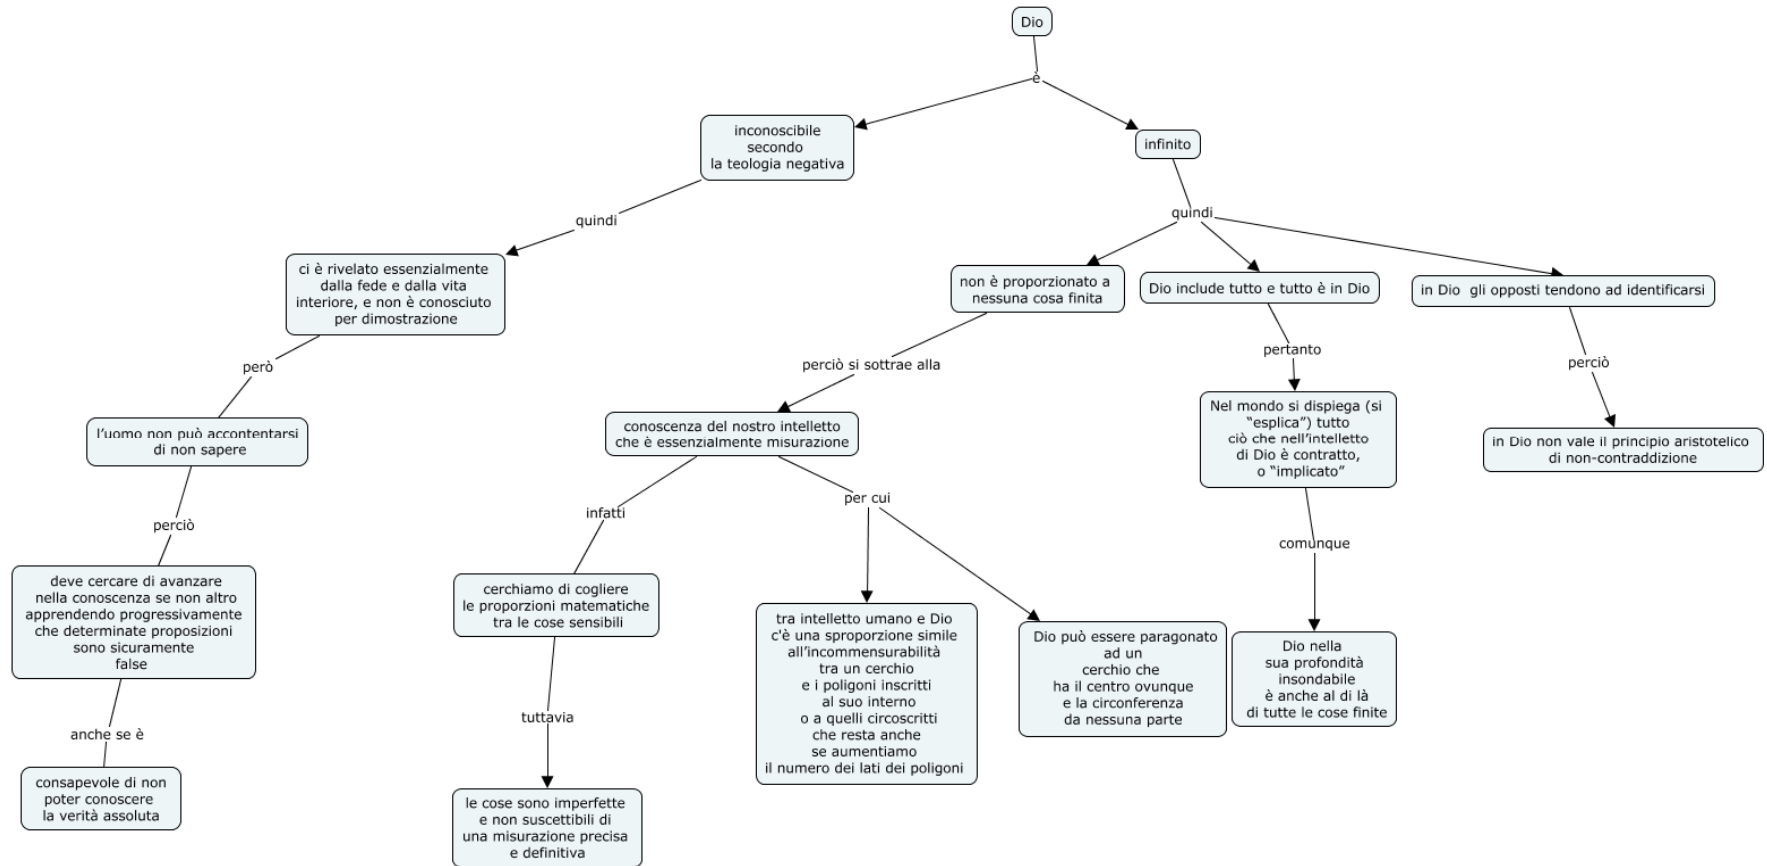 Dio
è
inconoscibile
secondo
la teologia negativa
infinito
quindi
quindi
ci è rivelato essenzialmente
dalla fede e dalla vita
interiore, e non è conosciuto
per dimostrazione
non è proporzionato a
nessuna cosa finita
Dio include tutto e tutto è in Dio
in Dio gli opposti tendono ad identificarsi
però
perciò si sottrae alla
pertanto
perciò
l'uomo non può accontentarsi
di non sapere
conoscenza del nostro intelletto
che è essenzialmente misurazione
Nel mondo si dispiega (si
“esplica”) tutto
ciò che nell'intelletto
di Dio è contratto,
o “implicato”
in Dio non vale il principio aristotelico
di non-contraddizione
perciò
infatti
per cui
comunque
deve cercare di avanzare
nella conoscenza se non altro
apprendendo progressivamente
che determinate proposizioni
sono sicuramente
false
cerchiamo di cogliere
le proporzioni matematiche
tra le cose sensibili
tra intelletto umano e Dio
c'è una sproporzione simile
all'incommensurabilità
tra un cerchio
e i poligoni inscritti
al suo interno
o a quelli circoscritti
che resta anche
se aumentiamo
il numero dei lati dei poligoni
Dio può essere paragonato
ad un
cerchio che
ha il centro ovunque
e la circonferenza
da nessuna parte
Dio nella
sua profondità
insondabile
è anche al di là
di tutte le cose finite
anche se è
tuttavia
consapevole di non
poter conoscere
la verità assoluta
le cose sono imperfette
e non suscettibili di
una misurazione precisa
e definitiva